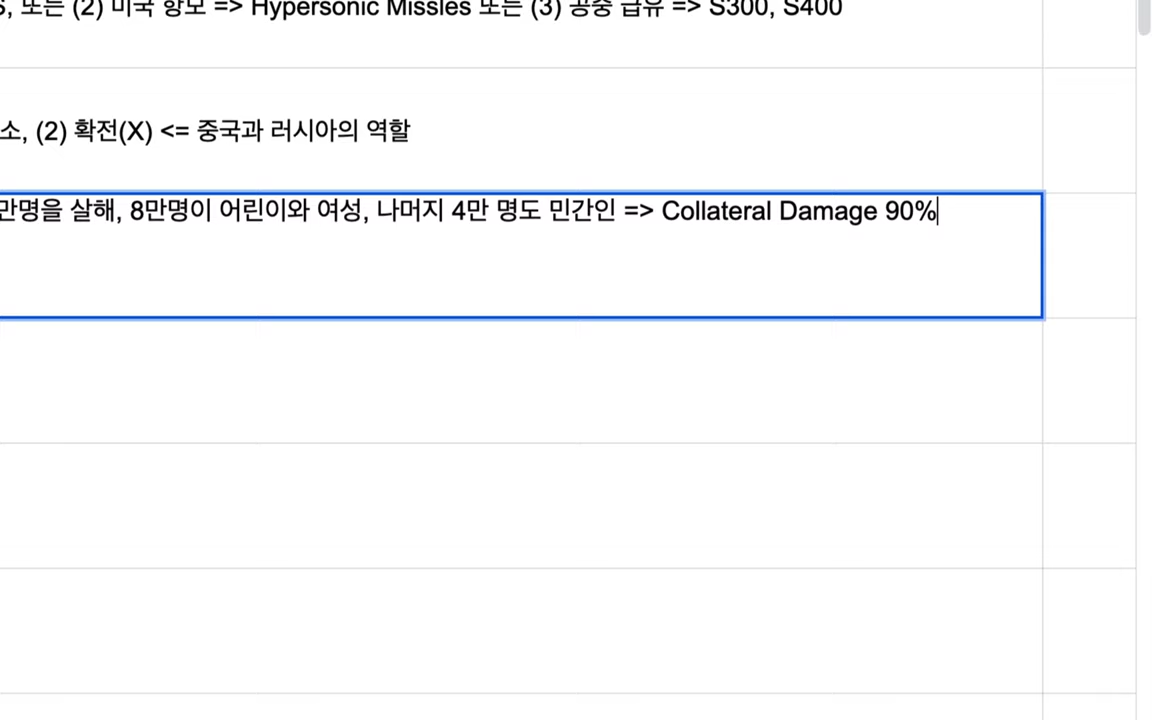 또는 (2) 미국 항모 => Hypersonic Missles 또는 (3) 공중 급유 => S300, S400
소, (2) 확전(X) <= 중국과 러시아의 역할
만명을 살해, 8만명이 어린이와 여성, 나머지 4만 명도 민간인 => Collateral Damage 90%